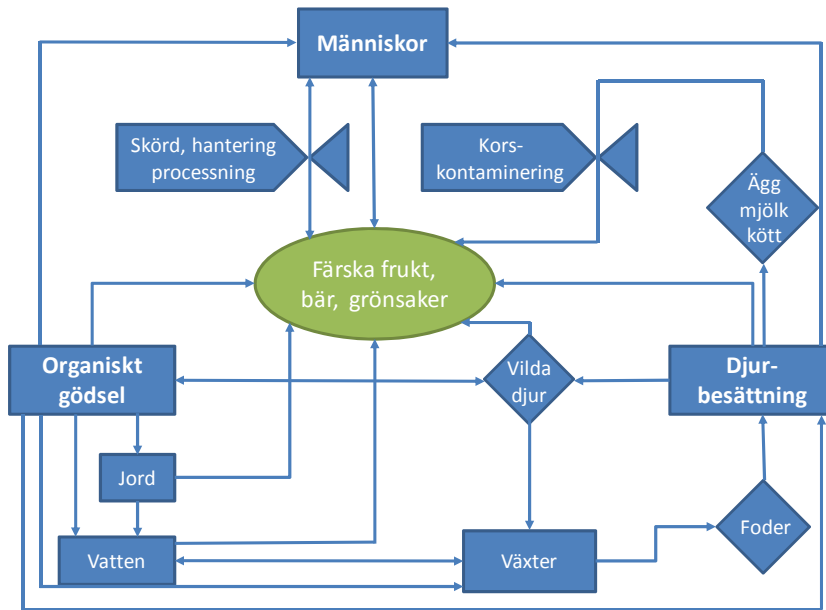 Människor
Skörd, hantering
processning
Kors-
kontaminering
Ägg
mjölk
kött
Färska frukt,
bär, grönsaker
Organiskt
gödsel
Vilda
djur
Djur-
besättning
Jord
Vatten
Växter
Foder